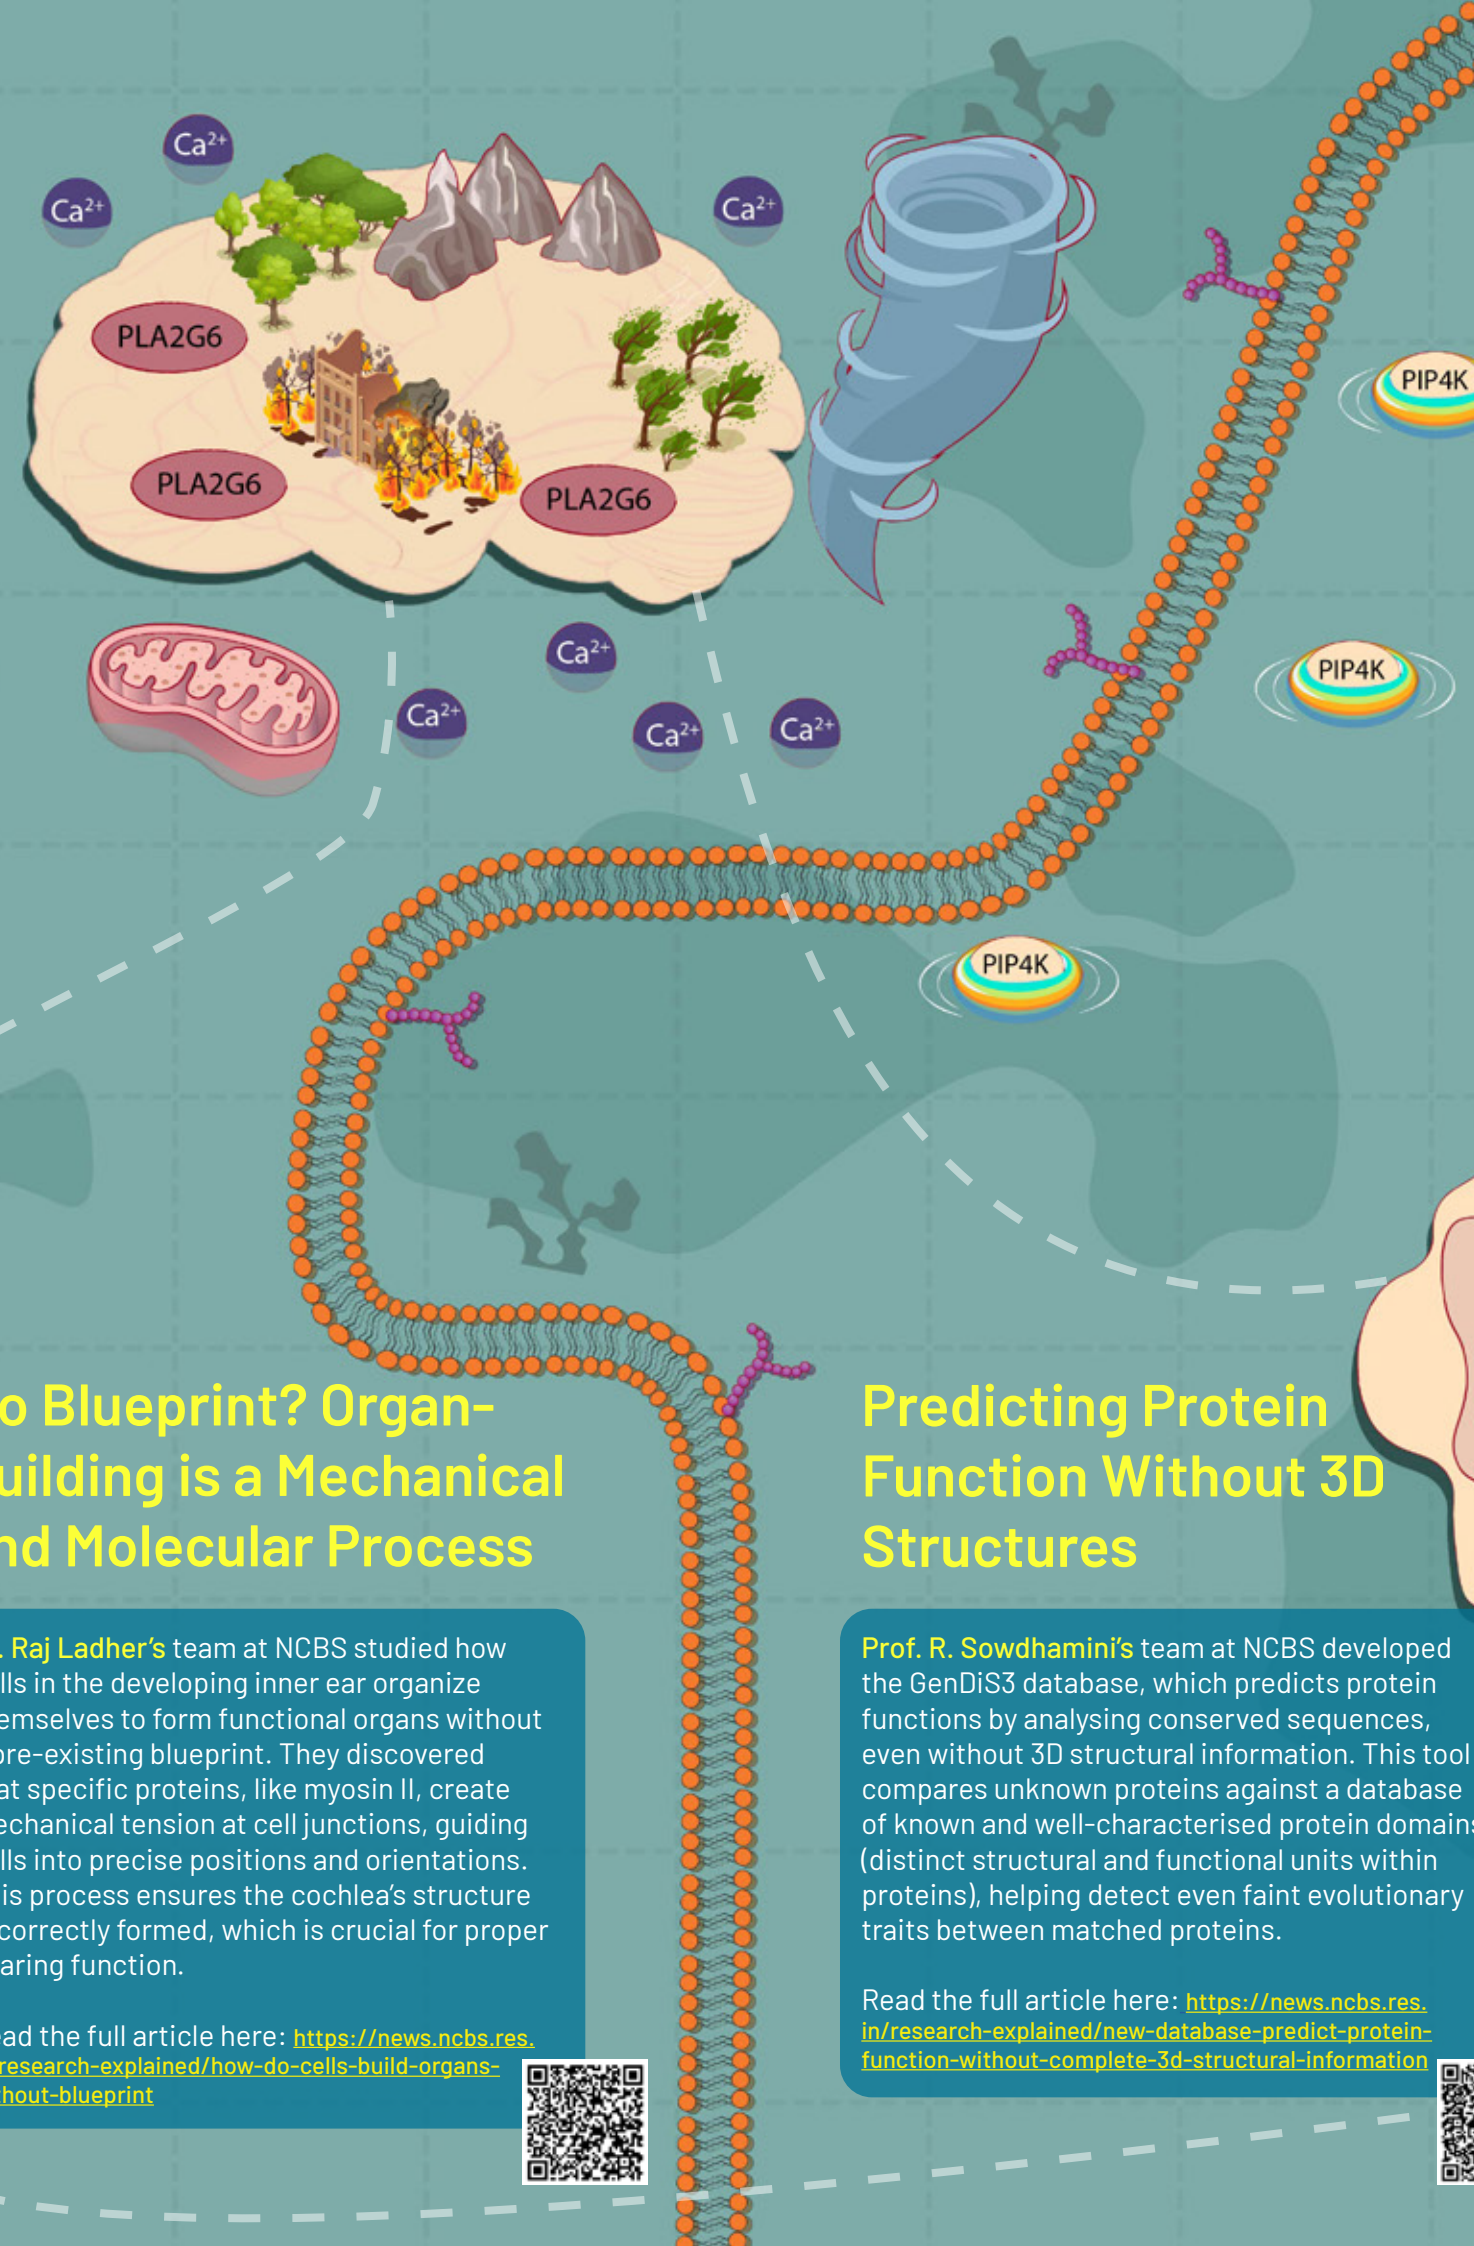 Ca2+
Ca2+
Ca2+
PLA2G6
PLA2G6
PLA2G6
PIP4K
PIP4K
PIP4K
Ca2+
Ca2+
Ca2+
Ca2+
o Blueprint? Organ-
uilding is a Mechanical
nd Molecular Process
. Raj Ladher's team at NCBS studied how
lls in the developing inner ear organize
emselves to form functional organs without
pre-existing blueprint. They discovered
at specific proteins, like myosin II, create
echanical tension at cell junctions, guiding
lls into precise positions and orientations.
is process ensures the cochlea's structure
correctly formed, which is crucial for proper
aring function.
ad the full article here: https://news.ncbs.res.
/research-explained/how-do-cells-build-organs-
thout-blueprint
Predicting Protein
Function Without 3D
Structures
Prof. R. Sowdhamini's team at NCBS developed
the GenDiS3 database, which predicts protein
functions by analysing conserved sequences,
even without 3D structural information. This tool
compares unknown proteins against a database
of known and well-characterised protein domains
(distinct structural and functional units within
proteins), helping detect even faint evolutionary
traits between matched proteins.
Read the full article here: https://news.ncbs.res.
in/research-explained/new-database-predict-protein-
function-without-complete-3d-structural-information